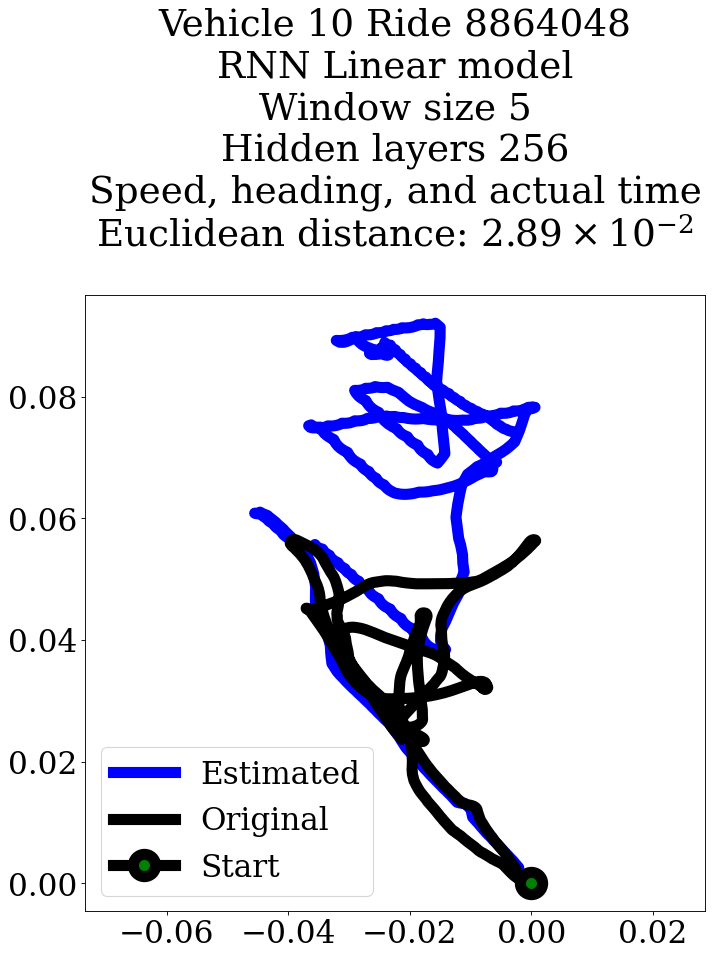 Vehicle 10 Ride 8864048
RNN Linear model
Window size 5
Hidden layers 256
Speed, heading, and actual time
Euclidean distance: 2.89 × 10⁻²
0.08
0.06
0.04
0.02
0.00
Estimated
Original
Start
−0.06 −0.04 −0.02 0.00 0.02